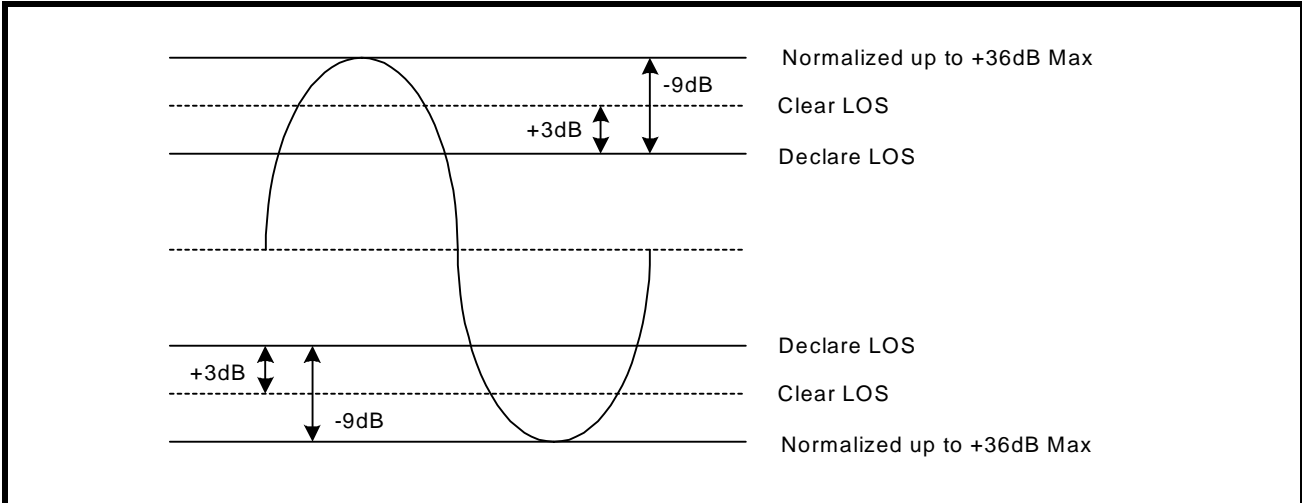 Normalized up to +36dB Max
-9dB
Clear LOS
+3dB
Declare LOS
Declare LOS
+3dB
Clear LOS
-9dB
Normalized up to +36dB Max